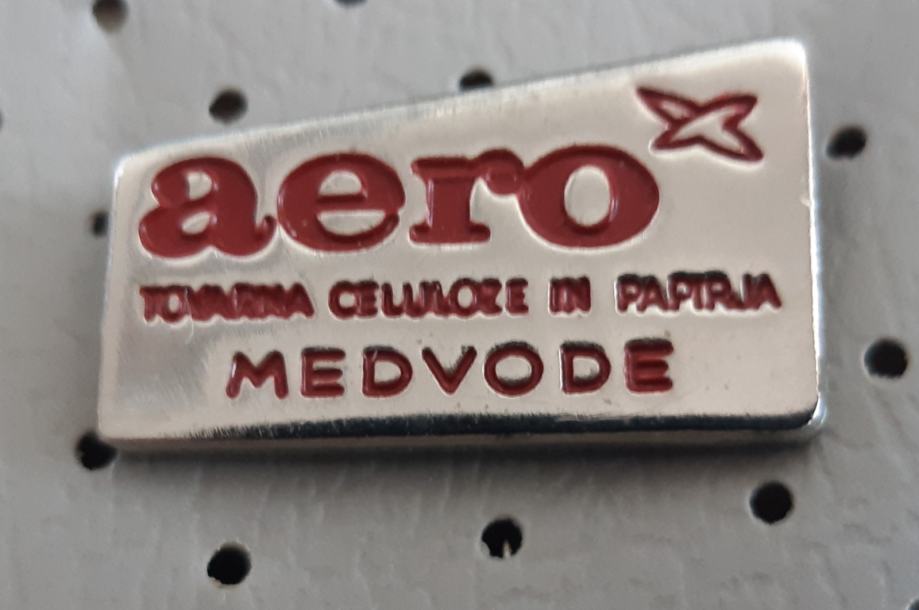 aero
TOVARNA CELULOZE IN PAPIRJA
MEDVODE